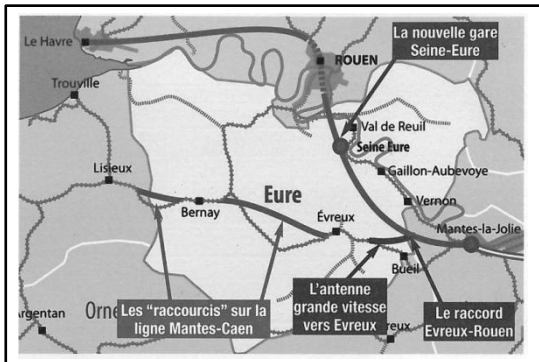 La nouvelle gare
Seine-Eure
Le Havre
ROUEN
Trouville
Val de Reuil
Seine Eure
Gaillon-Aubevoye
Lisieux
Vernon
Eure
Bernay
Évreux
Mantes-la-Jolie
Bueil
L'antenne
grande vitesse
vers Evreux
Les "raccourcis" sur la
ligne Mantes-Caen
Le raccord
Evreux-Rouen
Orne